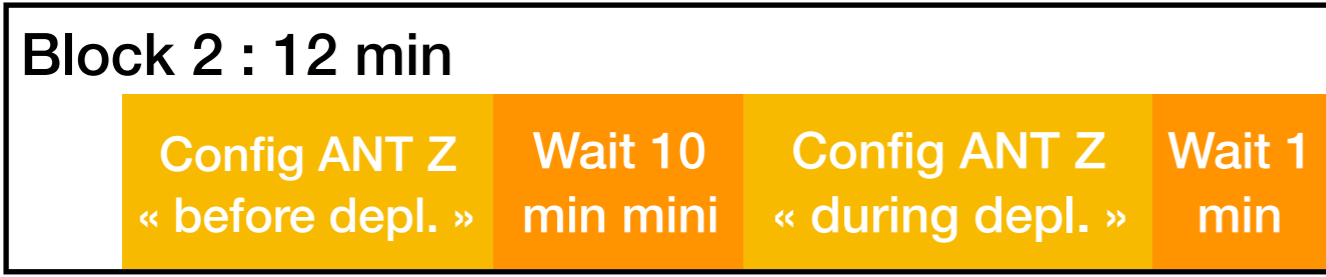 Block 2 : 12 min
Config ANT Z
« before depl. »
Wait 10
min mini
Config ANT Z
« during depl. »
Wait 1
min